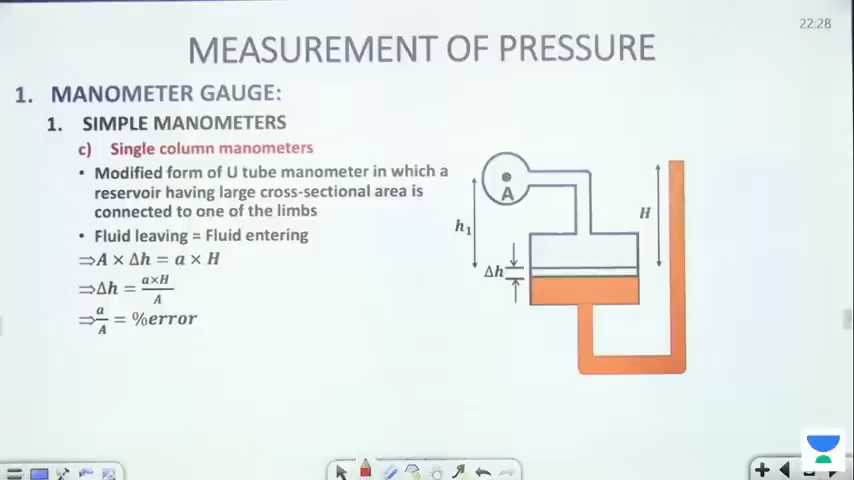 22:28
MEASUREMENT OF PRESSURE
1. MANOMETER GAUGE:
1. SIMPLE MANOMETERS
c) Single column manometers
• Modified form of U tube manometer in which a
reservoir having large cross-sectional area is
connected to one of the limbs
• Fluid leaving = Fluid entering
⇒A × Δh = a × H
⇒Δh = a×H/A
⇒a/A = %error
A
h₁
Δh
H